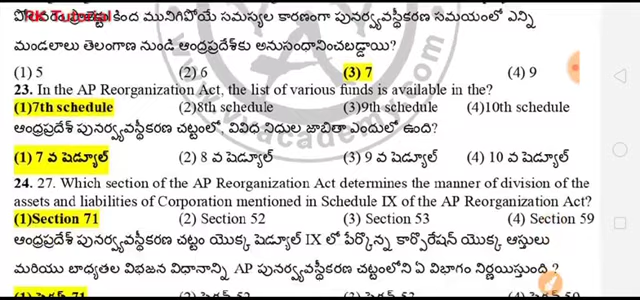 RK Tutorial
పోలవరం ప్రాజెక్టు కింద మునిగిపోయే సమస్యల కారణంగా పునర్వ్యవస్థీకరణ సమయంలో ఎన్ని
మండలాలు తెలంగాణ నుండి ఆంధ్రప్రదేశ్‌కు అనుసంధానించబడ్డాయి?
(1) 5 (2) 6 (3) 7 (4) 9
23. In the AP Reorganization Act, the list of various funds is available in the?
(1)7th schedule (2)8th schedule (3)9th schedule (4)10th schedule
ఆంధ్రప్రదేశ్ పునర్వ్యవస్థీకరణ చట్టంలో, వివిధ నిధుల జాబితా ఎందులో ఉంది?
(1) 7 వ షెడ్యూల్ (2) 8 వ షెడ్యూల్ (3) 9 వ షెడ్యూల్ (4) 10 వ షెడ్యూల్
24. 27. Which section of the AP Reorganization Act determines the manner of division of the
assets and liabilities of Corporation mentioned in Schedule IX of the AP Reorganization Act?
(1)Section 71 (2) Section 52 (3) Section 53 (4) Section 59
ఆంధ్రప్రదేశ్ పునర్వ్యవస్థీకరణ చట్టం యొక్క షెడ్యూల్ IX లో పేర్కొన్న కార్పొరేషన్ యొక్క ఆస్తులు
మరియు బాధ్యతల విభజన విధానాన్ని AP పునర్వ్యవస్థీకరణ చట్టంలోని ఏ విభాగం నిర్ణయిస్తుంది?